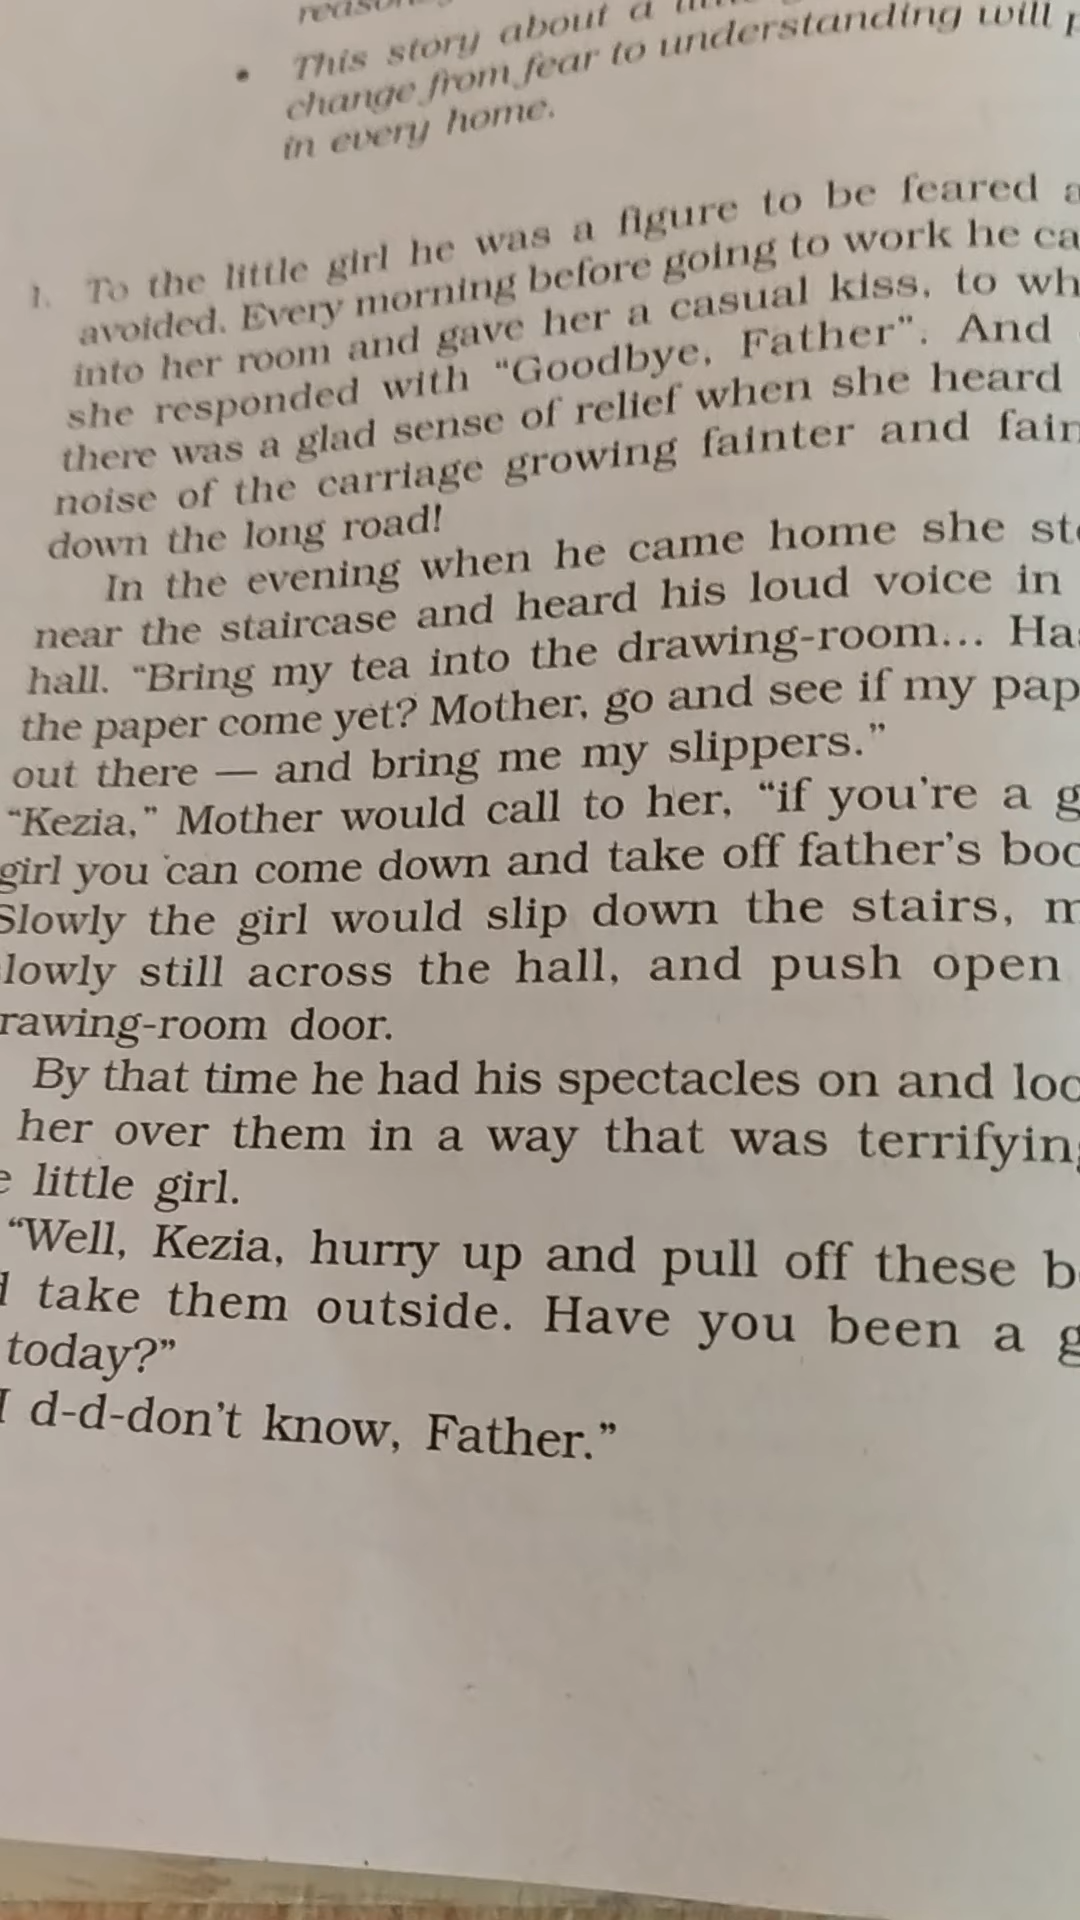 This story about a
change from fear to understanding will
in every home.
1. To the little girl he was a figure to be feared
avoided. Every morning before going to work he ca
into her room and gave her a casual kiss, to wh
she responded with “Goodbye, Father”. And
there was a glad sense of relief when she heard
noise of the carriage growing fainter and fain
down the long road!
In the evening when he came home she sto
near the staircase and heard his loud voice in
hall. “Bring my tea into the drawing-room... Has
the paper come yet? Mother, go and see if my pap
out there — and bring me my slippers.”
“Kezia,” Mother would call to her, “if you're a g
girl you can come down and take off father's boo
Slowly the girl would slip down the stairs, m
lowly still across the hall, and push open
rawing-room door.
By that time he had his spectacles on and loo
her over them in a way that was terrifying
e little girl.
“Well, Kezia, hurry up and pull off these b
d take them outside. Have you been a g
today?”
I d-d-don't know, Father.”